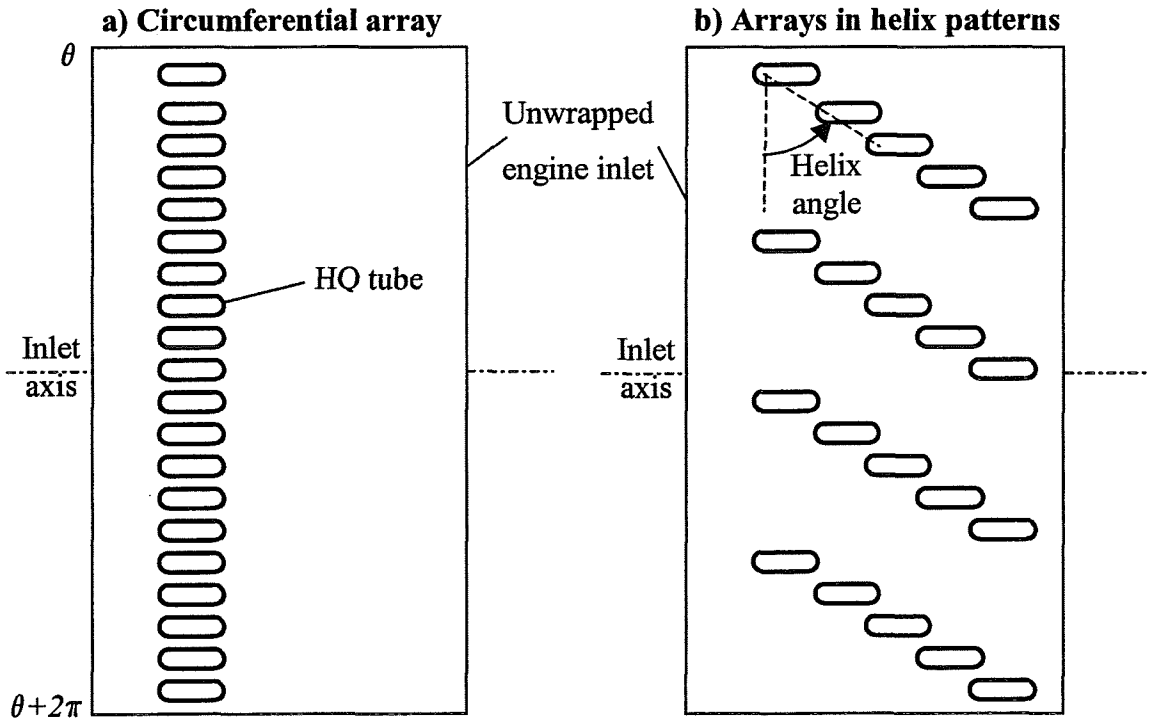 a) Circumferential array
b) Arrays in helix patterns
θ
Unwrapped
engine inlet
HQ tube
Inlet
axis
θ+2π
Helix
angle
Inlet
axis